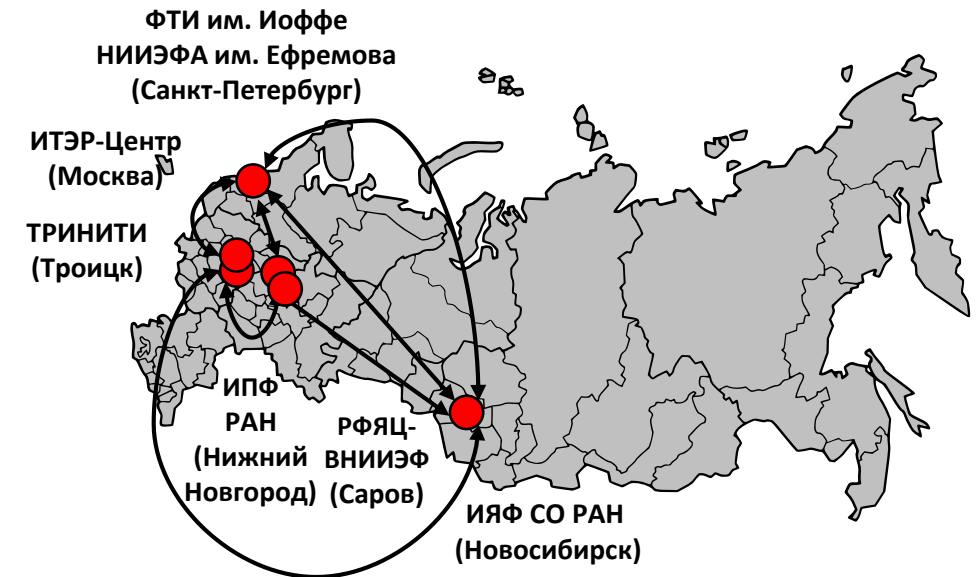 ФТИ им. Иоффе
НИИЭФА им. Ефремова
(Санкт-Петербург)
ИТЭР-Центр
(Москва)
ТРИНИТИ
(Троицк)
ИПФ
РАН
(Нижний
Новгород)
РФЯЦ-
ВНИИЭФ
(Саров)
ИЯФ СО РАН
(Новосибирск)